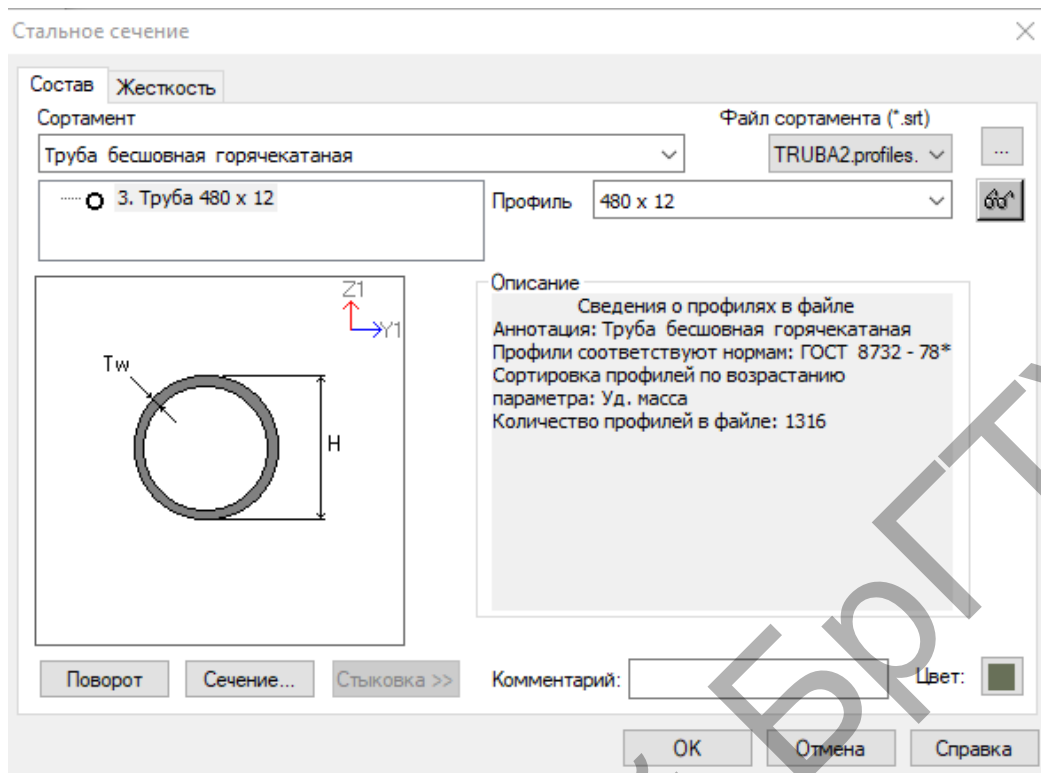 Стальное сечение
Состав Жесткость
Сортамент Файл сортамента (*.srt)
Труба бесшовная горячекатаная TRUBA2.profiles. ...
3. Труба 480 x 12 Профиль 480 x 12
Описание
Сведения о профилях в файле
Аннотация: Труба бесшовная горячекатаная
Профили соответствуют нормам: ГОСТ 8732 - 78*
Сортировка профилей по возрастанию
параметра: Уд. масса
Количество профилей в файле: 1316
Z1
Y1
Tw
H
Поворот Сечение... Стыковка >> Комментарий: Цвет:
OK Отмена Справка
БрГТУ